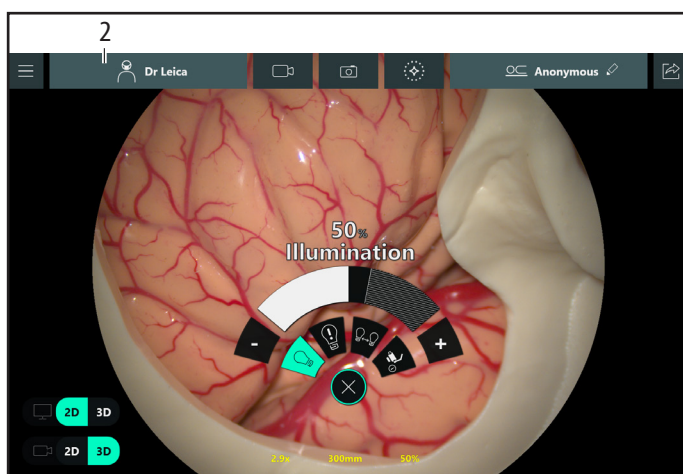 2
Dr Leica
Anonymous
50%
Illumination
- +
2D 3D
2D 3D
2.9x 300mm 50%